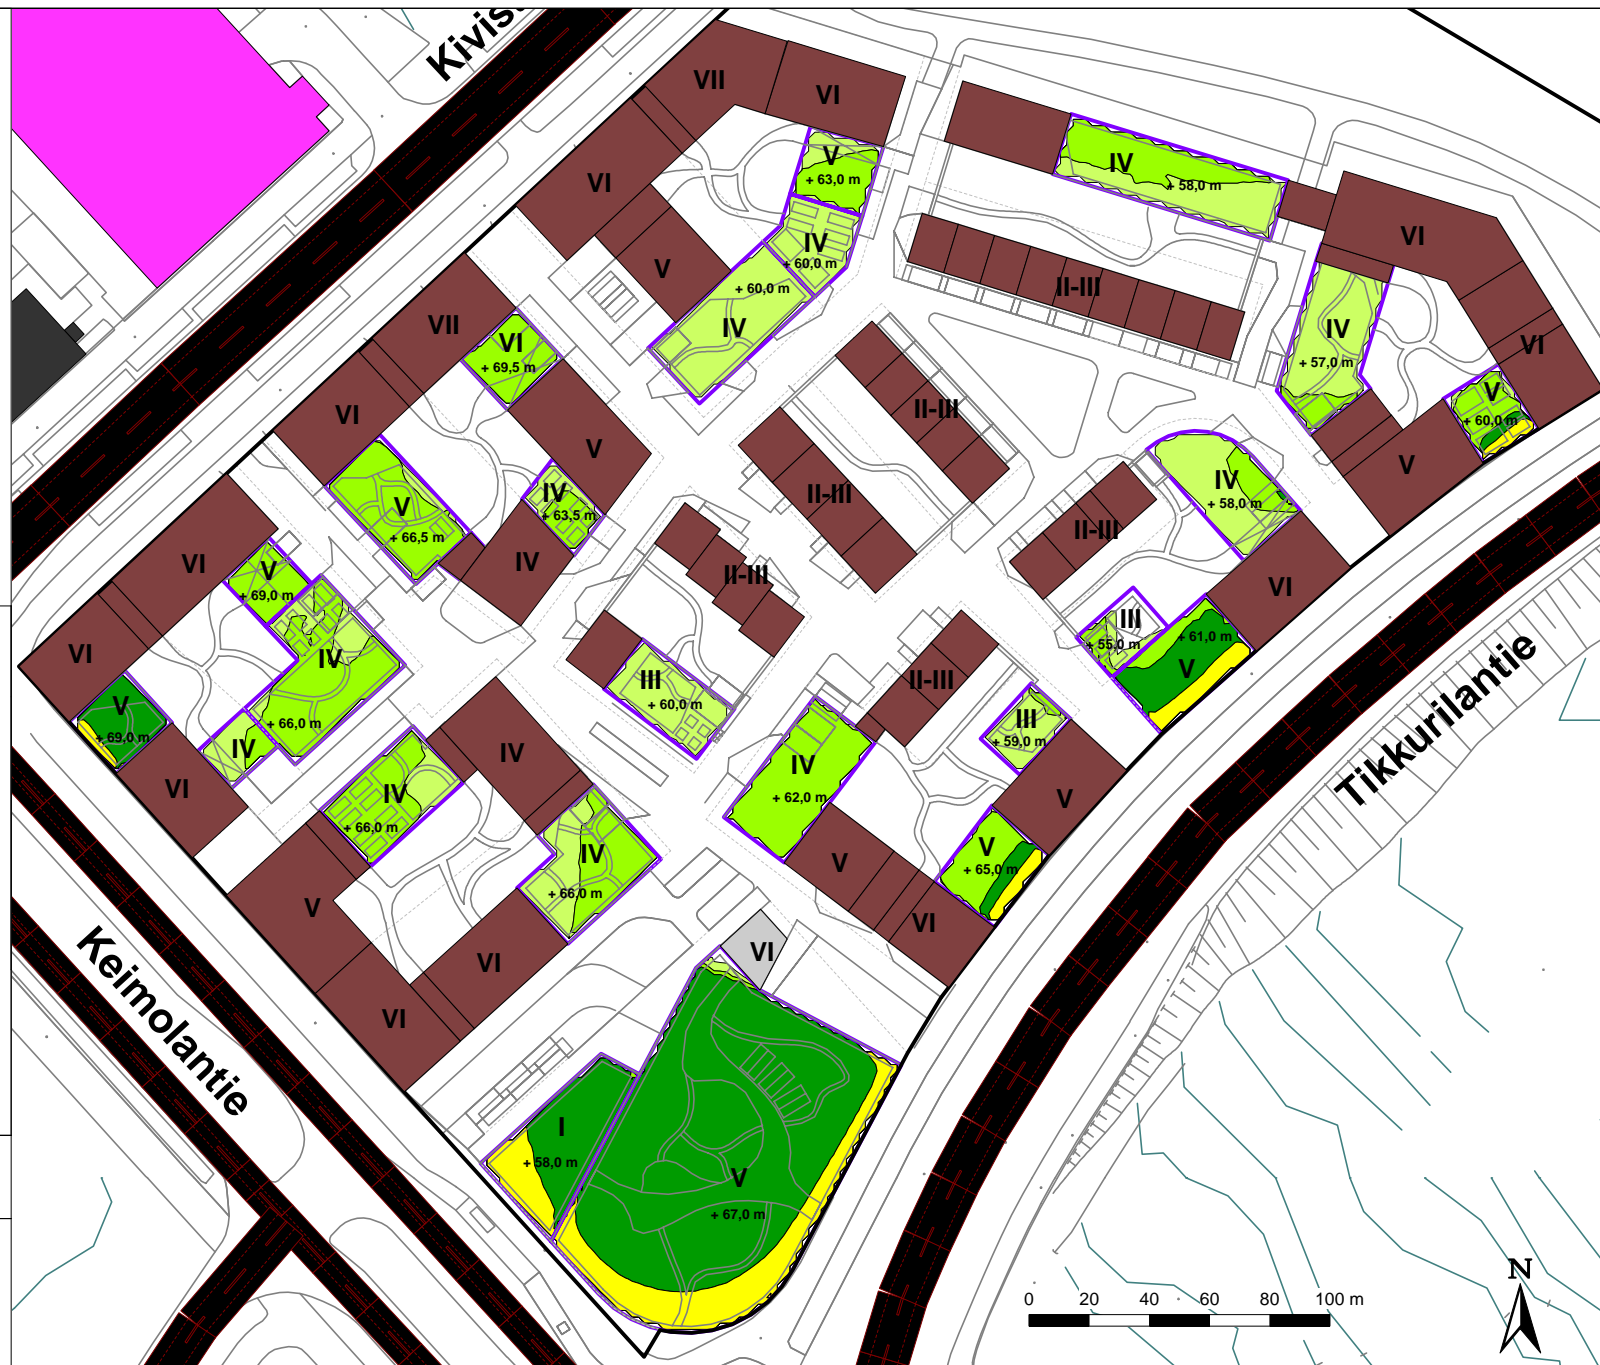 Kivis
VII
VI
V
+ 63,0 m
IV
+ 58,0 m
VI
IV
+ 60,0 m
VI
V
+ 60,0 m
IV
II-III
IV
+ 57,0 m
VI
VII
VI
+ 69,5 m
VI
V
+ 60,0 m
II-III
V
V
+ 66,5 m
IV
+ 63,5 m
II-III
IV
+ 58,0 m
V
II-III
VI
V
+ 69,0 m
IV
II-III
VI
III
+ 55,0 m
+ 61,0 m
V
VI
IV
+ 66,0 m
III
+ 60,0 m
II-III
V
+ 69,0 m
IV
III
+ 59,0 m
Tikkurilantie
IV
VI
IV
+ 66,0 m
IV
+ 62,0 m
V
IV
+ 66,0 m
V
V
+ 65,0 m
V
VI
VI
VI
Keimolantie
VI
I
+ 58,0 m
V
+ 67,0 m
N
0 20 40 60 80 100 m